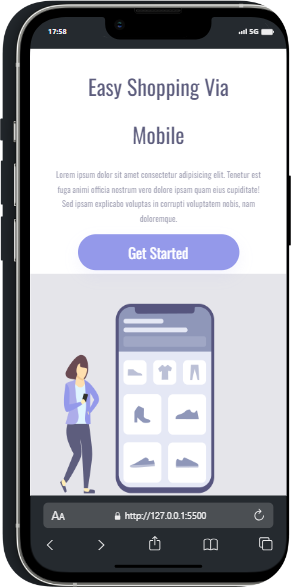 17:58
5G
Easy Shopping Via
Mobile
Lorem ipsum dolor sit amet consectetur adipisicing elit. Tenetur est
fuga animi officia nostrum vero dolore ipsam quam eius cupiditate!
Sed ipsam explicabo voluptas in corrupti voluptatem nobis, nam
doloremque.
Get Started
AA
http://127.0.0.1:5500